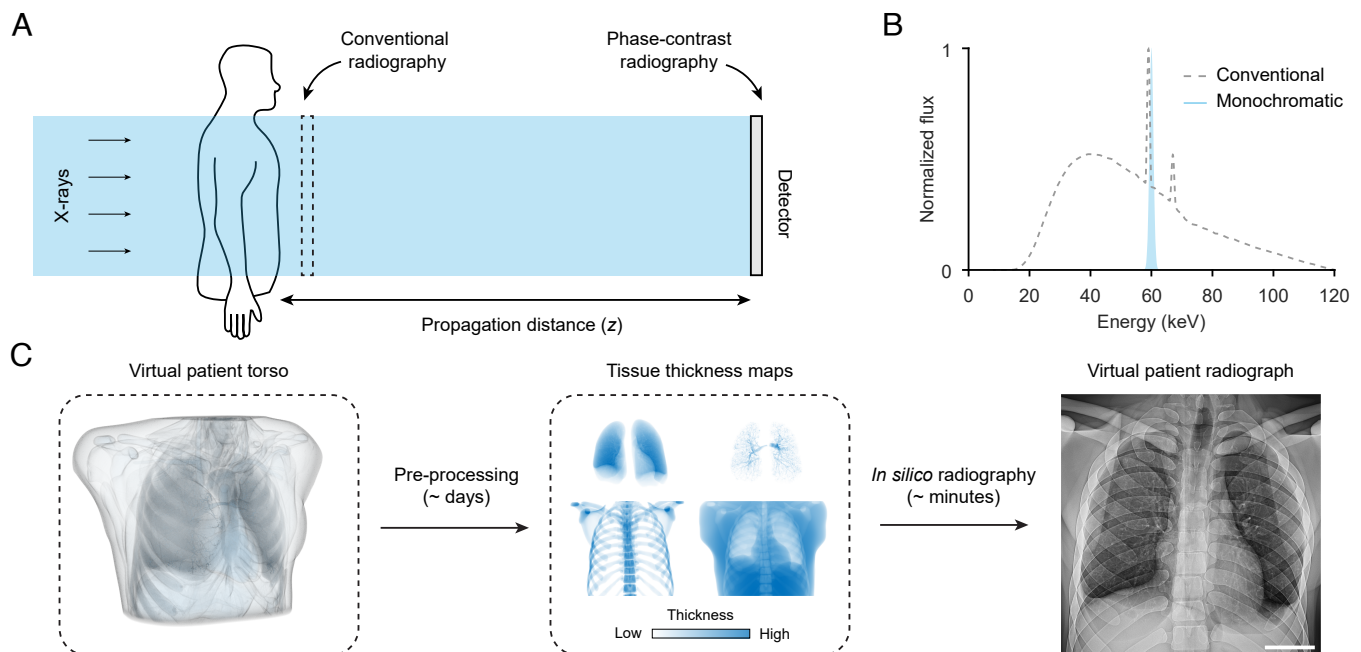 A
Conventional
radiography
Phase-contrast
radiography
X-rays
Detector
Propagation distance (z)
B
1
0
Normalized flux
Conventional
Monochromatic
0 20 40 60 80 100 120
Energy (keV)
C
Virtual patient torso
Pre-processing
(~ days)
Tissue thickness maps
Thickness
Low High
In silico radiography
(~ minutes)
Virtual patient radiograph